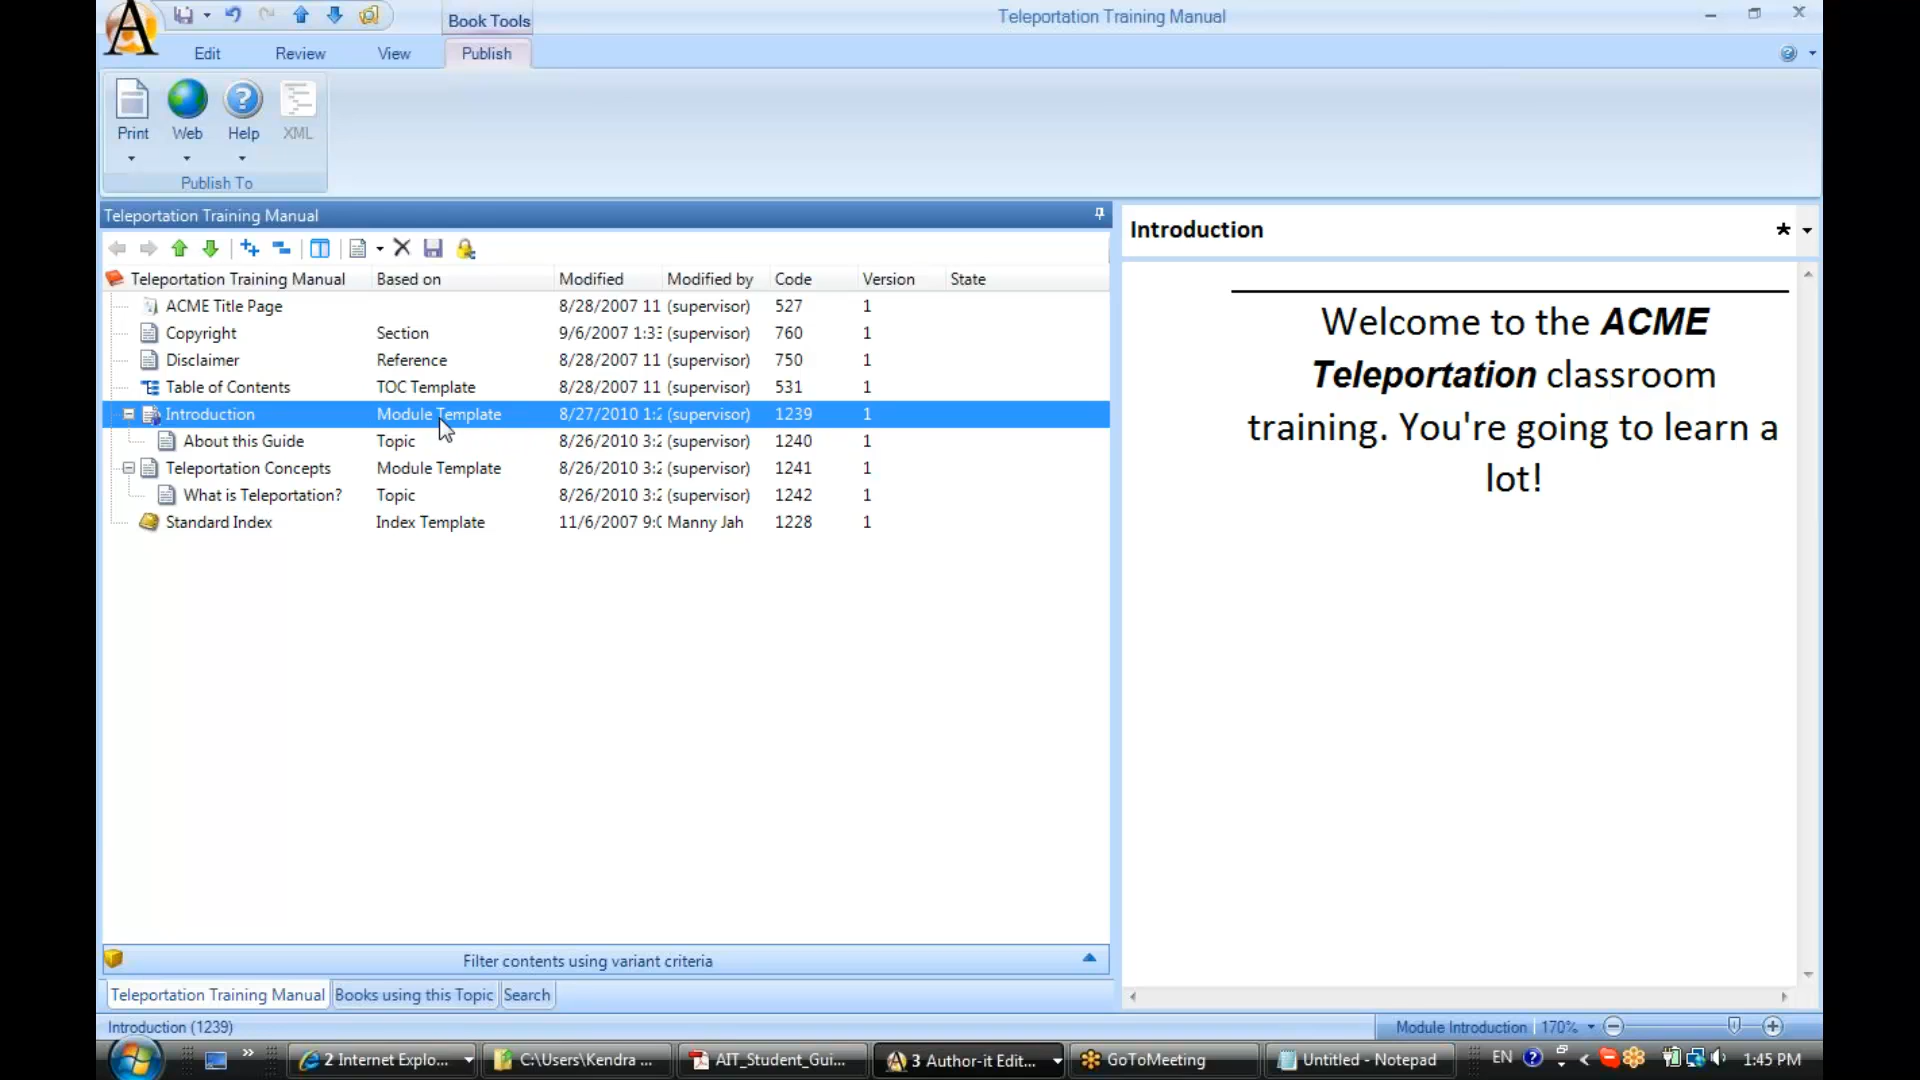 Book Tools
Teleportation Training Manual
Edit Review View Publish
Print Web Help XML
Publish To
Teleportation Training Manual
Teleportation Training Manual Based on Modified Modified by Code Version State
ACME Title Page 8/28/2007 11 (supervisor) 527 1
Copyright Section 9/6/2007 1:33 (supervisor) 760 1
Disclaimer Reference 8/28/2007 11 (supervisor) 750 1
Table of Contents TOC Template 8/28/2007 11 (supervisor) 531 1
Introduction Module Template 8/27/2010 1:2 (supervisor) 1239 1
About this Guide Topic 8/26/2010 3:2 (supervisor) 1240 1
Teleportation Concepts Module Template 8/26/2010 3:2 (supervisor) 1241 1
What is Teleportation? Topic 8/26/2010 3:2 (supervisor) 1242 1
Standard Index Index Template 11/6/2007 9:0 Manny Jah 1228 1
Introduction *
Welcome to the ACME
Teleportation classroom
training. You're going to learn a
lot!
Filter contents using variant criteria
Teleportation Training Manual Books using this Topic Search
Introduction (1239) Module Introduction 170%
2 Internet Explo... C:\Users\Kendra ... AIT_Student_Gui... 3 Author-it Edit... GoToMeeting Untitled - Notepad EN 1:45 PM